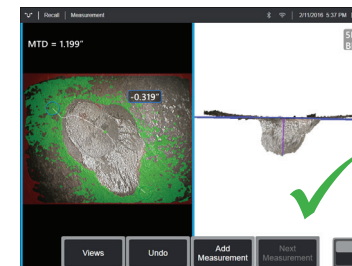 Recall Measurement 2/11/2016 5:37 PM
MTD = 1.199"
-0.319"
Views Undo Add Measurement Next Measurement